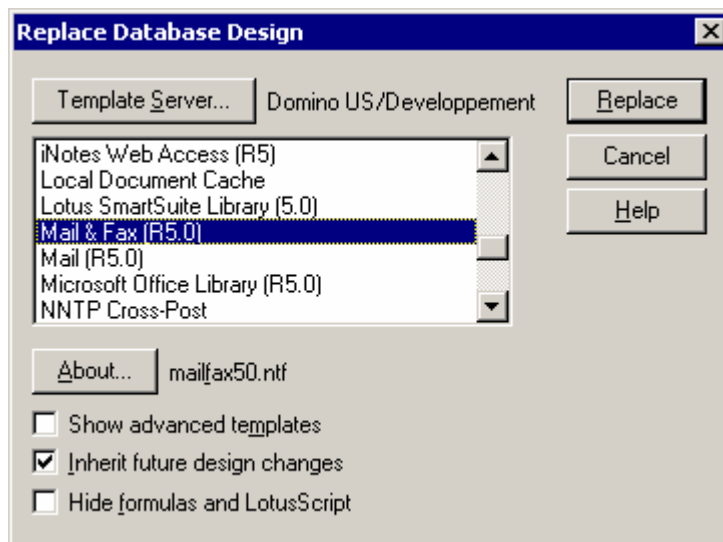 Replace Database Design
Template Server... Domino US/Developpement Replace
iNotes Web Access (R5)
Local Document Cache
Lotus SmartSuite Library (5.0)
Mail & Fax (R5.0)
Mail (R5.0)
Microsoft Office Library (R5.0)
NNTP Cross-Post
Cancel
Help
About... mailfax50.ntf
Show advanced templates
Inherit future design changes
Hide formulas and LotusScript